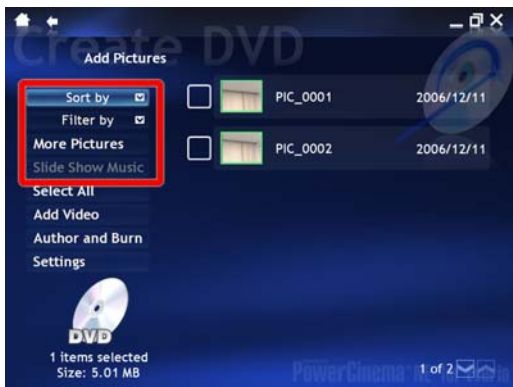 Create DVD
Add Pictures
Sort by
Filter by
More Pictures
Slide Show Music
Select All
Add Video
Author and Burn
Settings
DVD
1 items selected
Size: 5.01 MB
PIC_0001 2006/12/11
PIC_0002 2006/12/11
PowerCinema
1 of 2